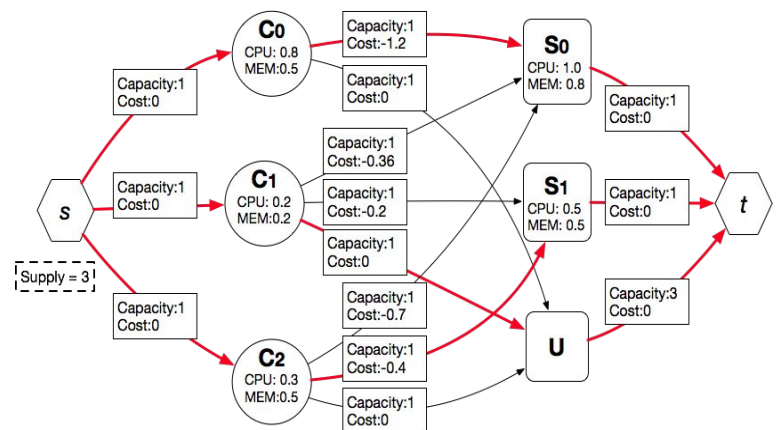 C0
CPU: 0.8
MEM:0.5
Capacity:1
Cost:-1.2
S0
CPU: 1.0
MEM: 0.8
Capacity:1
Cost:0
Capacity:1
Cost:0
Capacity:1
Cost:0
Capacity:1
Cost:-0.36
C1
CPU: 0.2
MEM:0.2
S1
CPU: 0.5
MEM: 0.5
Capacity:1
Cost:0
Capacity:1
Cost:-0.2
Capacity:1
Cost:0
s
t
Capacity:1
Cost:0
Supply = 3
Capacity:1
Cost:0
Capacity:1
Cost:-0.7
Capacity:3
Cost:0
C2
CPU: 0.3
MEM:0.5
Capacity:1
Cost:-0.4
U
Capacity:1
Cost:0